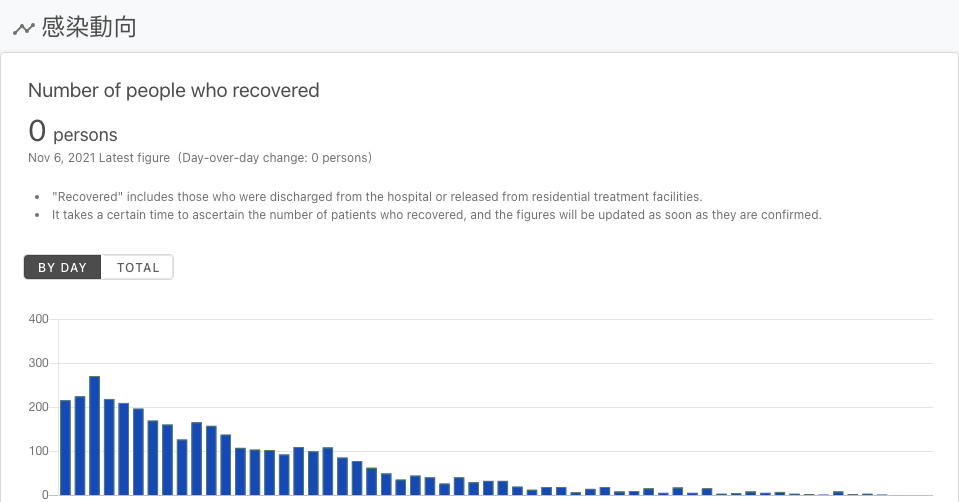 感染動向
Number of people who recovered
0 persons
Nov 6, 2021 Latest figure (Day-over-day change: 0 persons)
"Recovered" includes those who were discharged from the hospital or released from residential treatment facilities.
It takes a certain time to ascertain the number of patients who recovered, and the figures will be updated as soon as they are confirmed.
BY DAY TOTAL
400
300
200
100
0